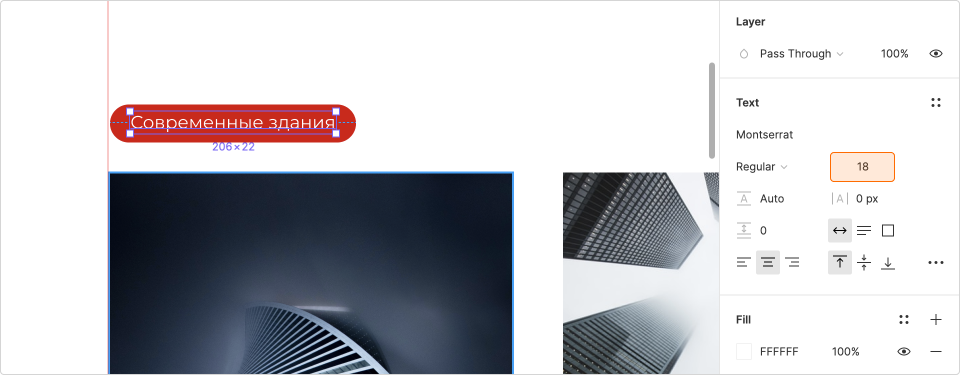 Layer
Pass Through 100%
Text
Современные здания
206×22
Montserrat
Regular 18
A Auto |A| 0 px
0
Fill
FFFFFF 100%